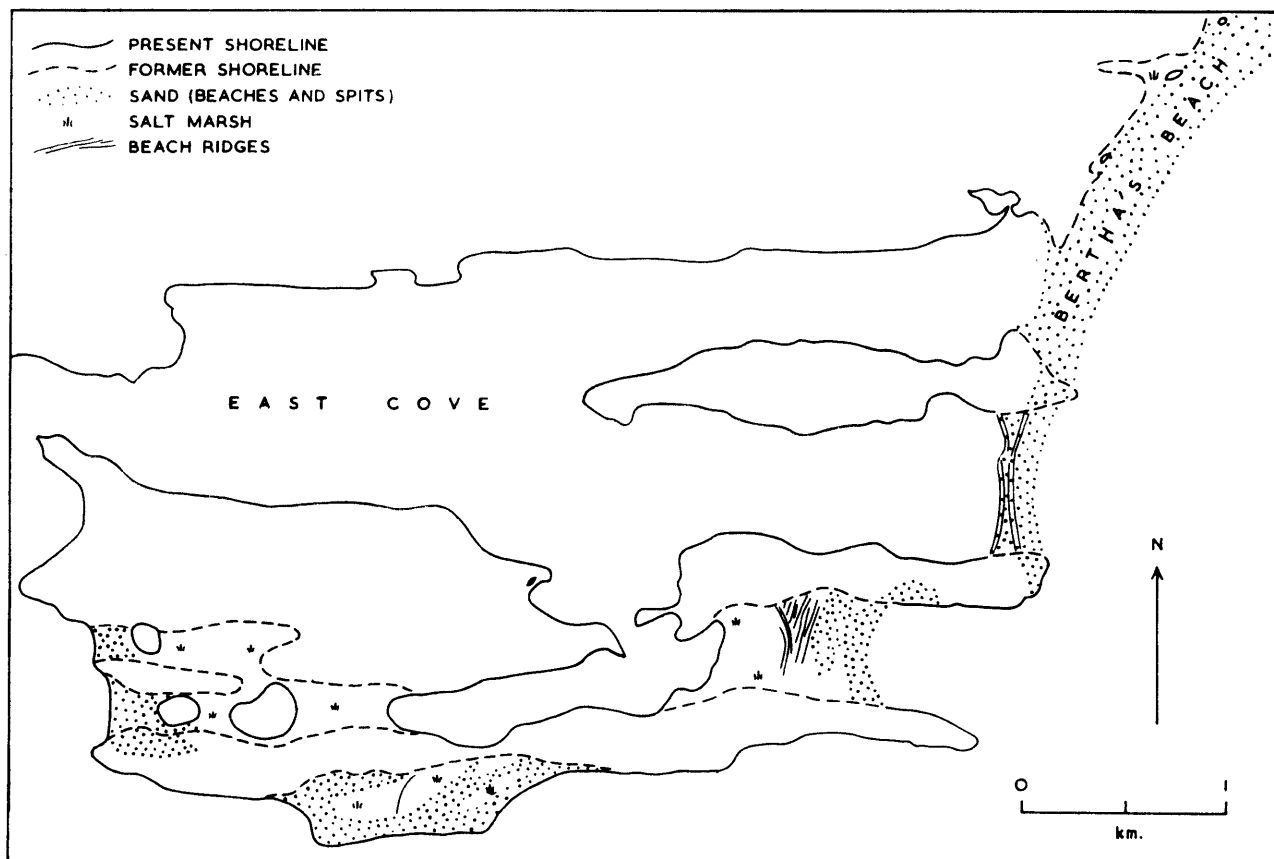 PRESENT SHORELINE
FORMER SHORELINE
SAND (BEACHES AND SPITS)
SALT MARSH
BEACH RIDGES
BERTHA'S BEACH
EAST COVE
N
0 1
km.